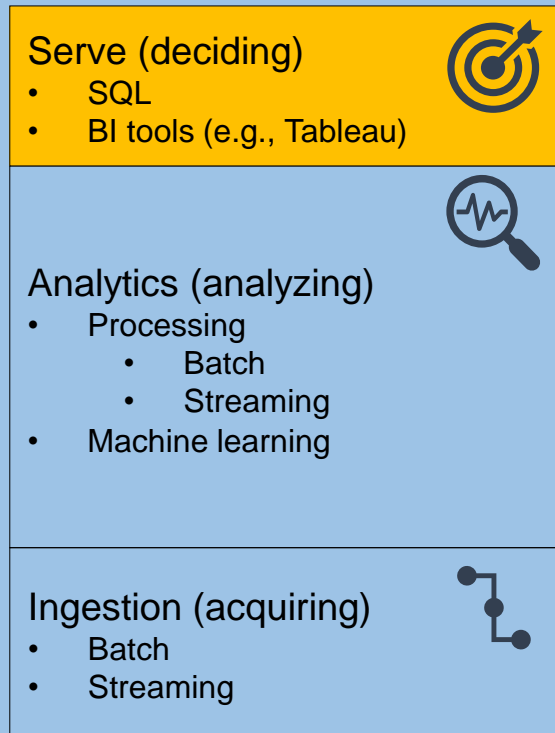 Serve (deciding)
• SQL
• BI tools (e.g., Tableau)
Analytics (analyzing)
• Processing
• Batch
• Streaming
• Machine learning
Ingestion (acquiring)
• Batch
• Streaming